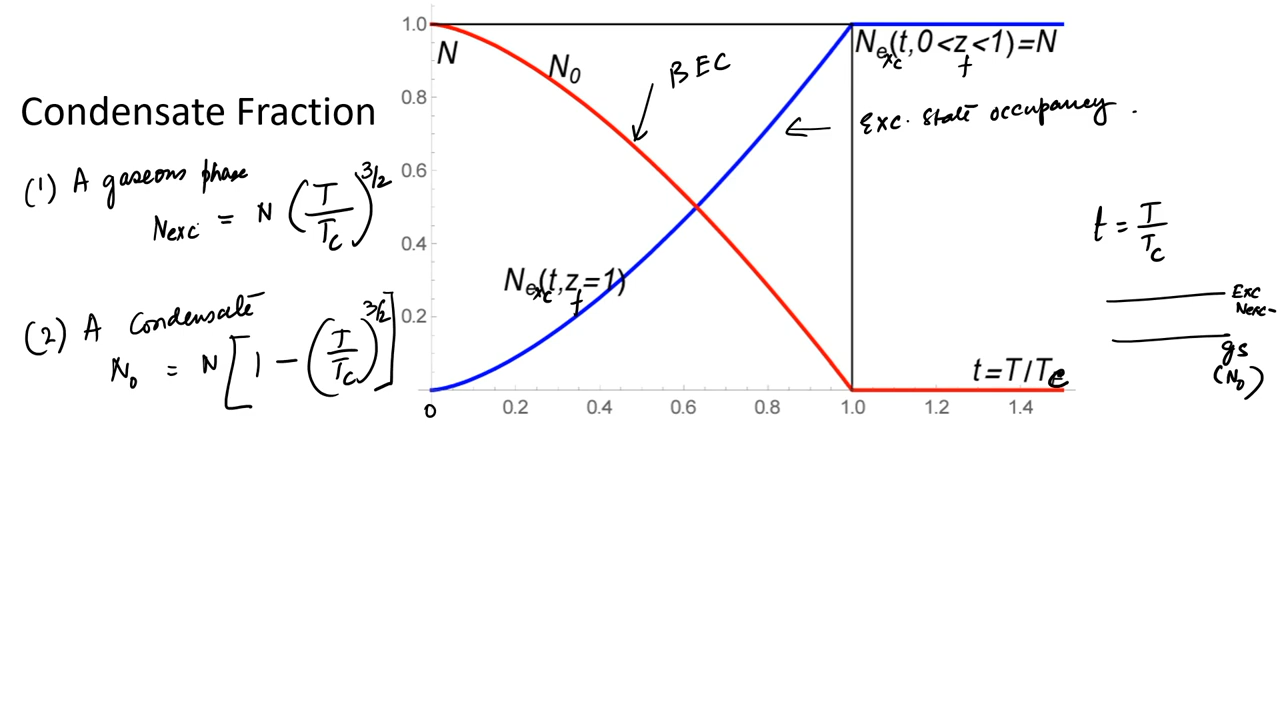 Condensate Fraction
(1) A gaseous phase
Nexc = N (T/Tc)^3/2
(2) A Condensate
N₀ = N [1 − (T/Tc)^3/2]
1.0
0.8
0.6
0.4
0.2
0
0.2
0.4
0.6
0.8
1.0
1.2
1.4
N
N₀
BEC
Nexc(t,0<zf<1)=N
Exc. state occupancy.
Nexc(t,zf=1)
t=T/Tc
t = T/Tc
Exc
Nexc-
gs
(N₀)